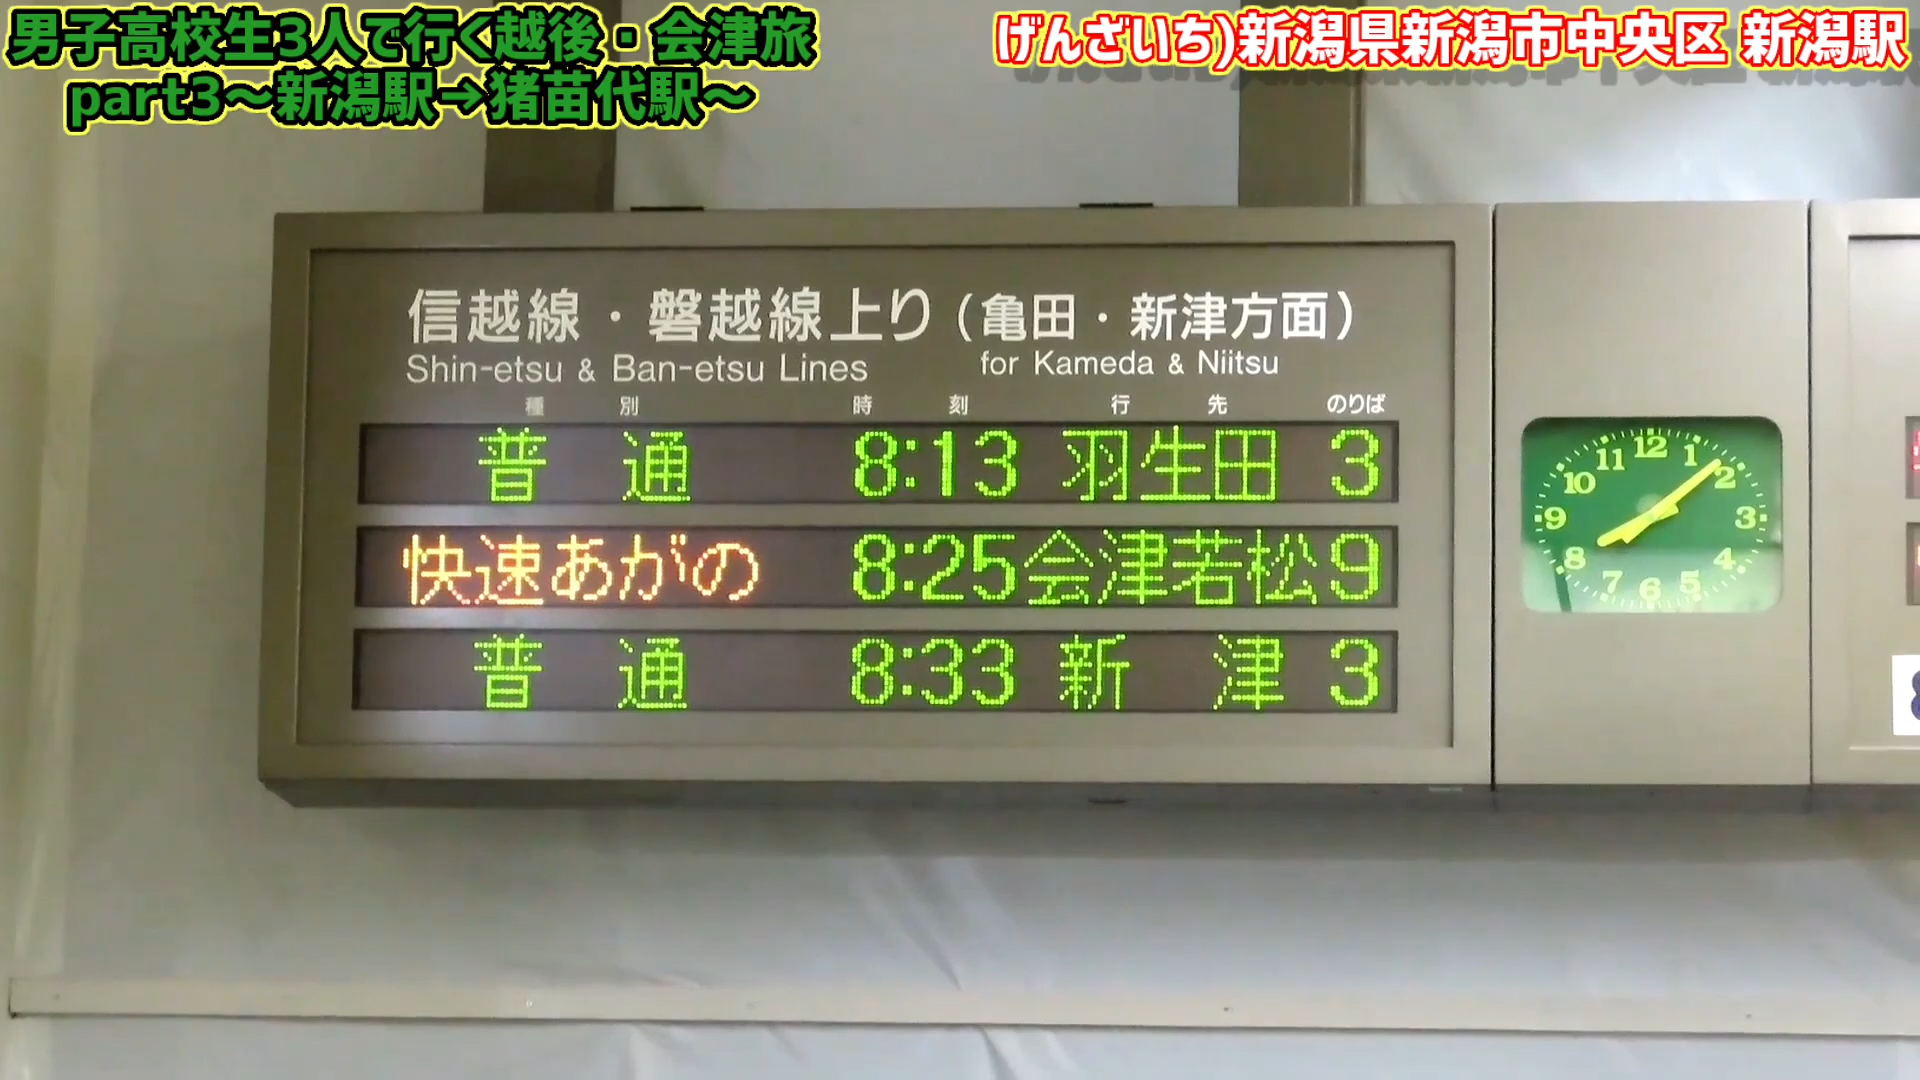 男子高校生3人で行く越後・会津旅
part3～新潟駅→猪苗代駅～
げんざいち)新潟県新潟市中央区 新潟駅
信越線・磐越線上り(亀田・新津方面)
Shin-etsu & Ban-etsu Lines for Kameda & Niitsu
種別 時刻 行先 のりば
普通 8:13 羽生田 3
快速あがの 8:25 会津若松 9
普通 8:33 新津 3
12 1 2 3 4 5 6 7 8 9 10 11